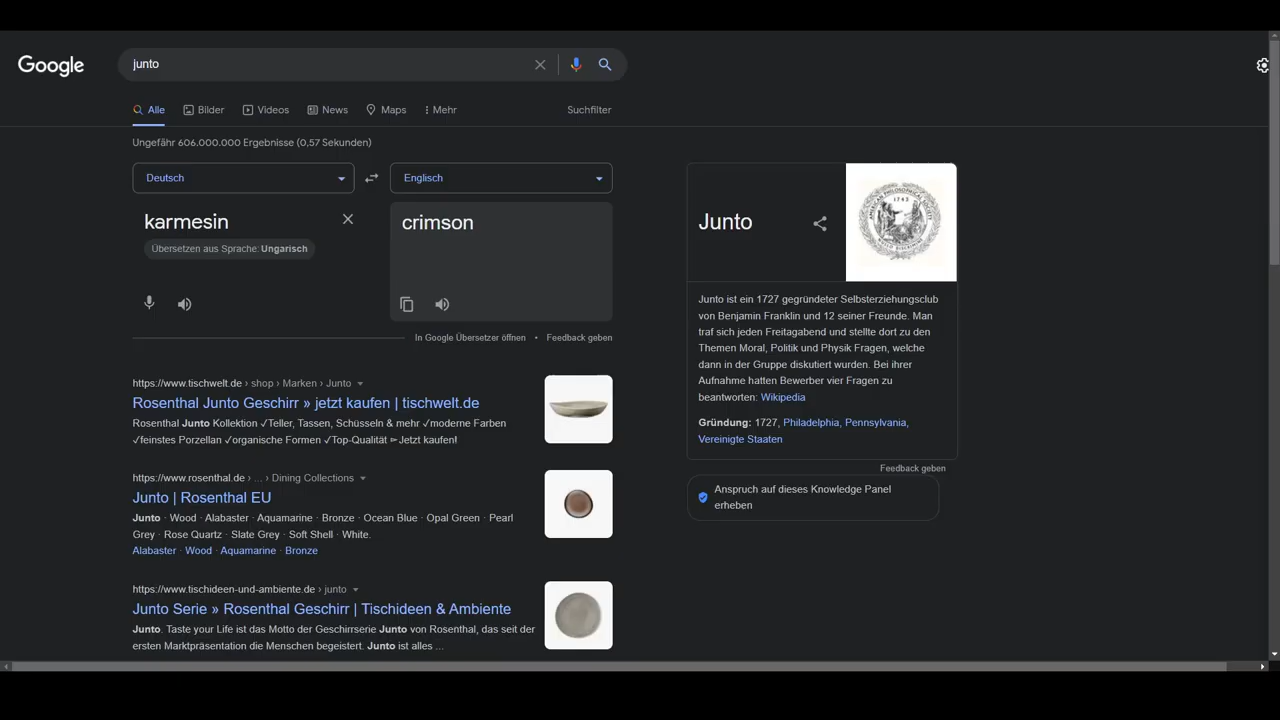 Google
junto
Alle Bilder Videos News Maps Mehr Suchfilter
Ungefähr 606.000.000 Ergebnisse (0,57 Sekunden)
Deutsch Englisch
karmesin crimson
Übersetzen aus Sprache: Ungarisch
In Google Übersetzer öffnen • Feedback geben
https://www.tischwelt.de › shop › Marken › Junto
Rosenthal Junto Geschirr » jetzt kaufen | tischwelt.de
Rosenthal Junto Kollektion ✓Teller, Tassen, Schüsseln & mehr ✓moderne Farben
✓feinstes Porzellan ✓organische Formen ✓Top-Qualität ➨Jetzt kaufen!
https://www.rosenthal.de › ... › Dining Collections
Junto | Rosenthal EU
Junto · Wood · Alabaster · Aquamarine · Bronze · Ocean Blue · Opal Green · Pearl
Grey · Rose Quartz · Slate Grey · Soft Shell · White.
Alabaster · Wood · Aquamarine · Bronze
https://www.tischideen-und-ambiente.de › junto
Junto Serie » Rosenthal Geschirr | Tischideen & Ambiente
Junto. Taste your Life ist das Motto der Geschirrserie Junto von Rosenthal, das seit der
ersten Marktpräsentation die Menschen begeistert. Junto ist alles ...
Junto
1743
Junto ist ein 1727 gegründeter Selbsterziehungsclub
von Benjamin Franklin und 12 seiner Freunde. Man
traf sich jeden Freitagabend und stellte dort zu den
Themen Moral, Politik und Physik Fragen, welche
dann in der Gruppe diskutiert wurden. Bei ihrer
Aufnahme hatten Bewerber vier Fragen zu
beantworten: Wikipedia
Gründung: 1727, Philadelphia, Pennsylvania,
Vereinigte Staaten
Feedback geben
Anspruch auf dieses Knowledge Panel
erheben